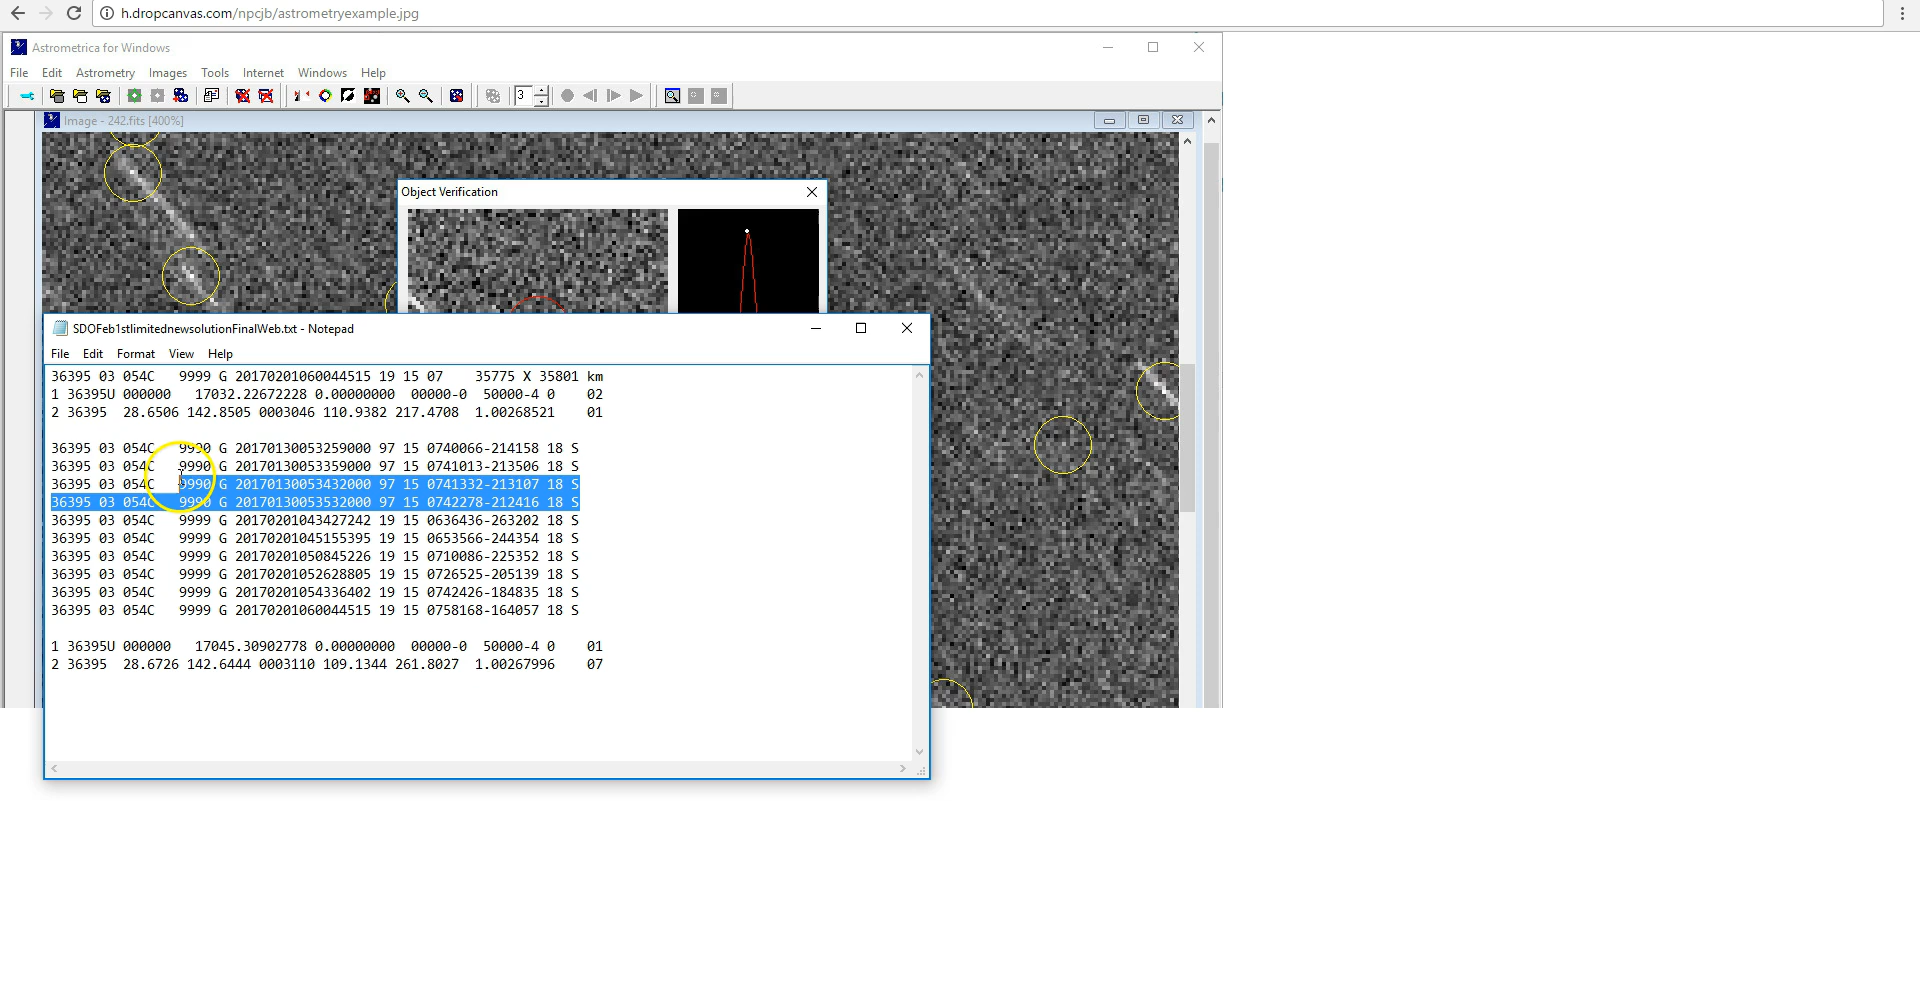 h.dropcanvas.com/npcjb/astrometryexample.jpg
Astrometrica for Windows
File Edit Astrometry Images Tools Internet Windows Help
3
Image - 242.fits [400%]
Object Verification
SDOFeb1stlimitednewsolutionFinalWeb.txt - Notepad
File Edit Format View Help
36395 03 054C   9999 G 20170201060044515 19 15 07    35775 X 35801 km
1 36395U 000000   17032.22672228 0.00000000  00000-0  50000-4 0    02
2 36395  28.6506 142.8505 0003046 110.9382 217.4708  1.00268521    01
36395 03 054C   9990 G 20170130053259000 97 15 0740066-214158 18 S
36395 03 054C   9990 G 20170130053359000 97 15 0741013-213506 18 S
36395 03 054C   9990 G 20170130053432000 97 15 0741332-213107 18 S
36395 03 054C   9990 G 20170130053532000 97 15 0742278-212416 18 S
36395 03 054C   9999 G 20170201043427242 19 15 0636436-263202 18 S
36395 03 054C   9999 G 20170201045155395 19 15 0653566-244354 18 S
36395 03 054C   9999 G 20170201050845226 19 15 0710086-225352 18 S
36395 03 054C   9999 G 20170201052628805 19 15 0726525-205139 18 S
36395 03 054C   9999 G 20170201054336402 19 15 0742426-184835 18 S
36395 03 054C   9999 G 20170201060044515 19 15 0758168-164057 18 S
1 36395U 000000   17045.30902778 0.00000000  00000-0  50000-4 0    01
2 36395  28.6726 142.6444 0003110 109.1344 261.8027  1.00267996    07